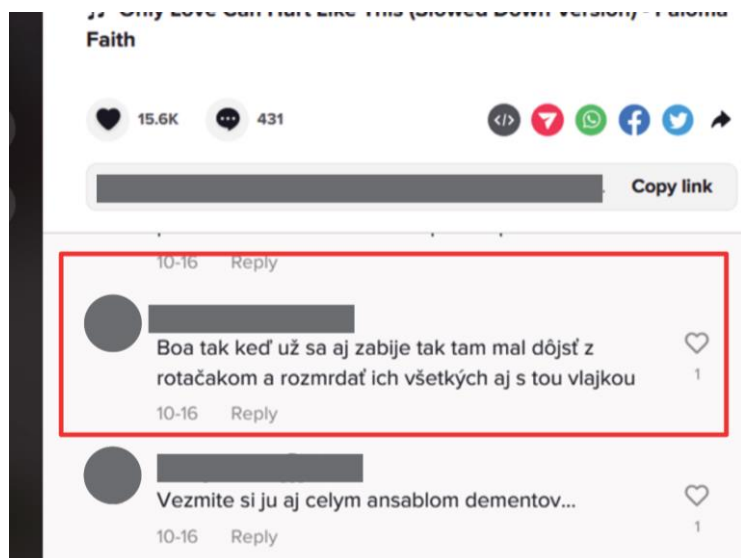 Only Love Can Hurt Like This (Slowed Down Version) - Paloma
Faith
15.6K 431
Copy link
10-16 Reply
Boa tak keď už sa aj zabije tak tam mal dôjsť z
rotačakom a rozmrdať ich všetkých aj s tou vlajkou
1
10-16 Reply
Vezmite si ju aj celym ansablom dementov...
1
10-16 Reply